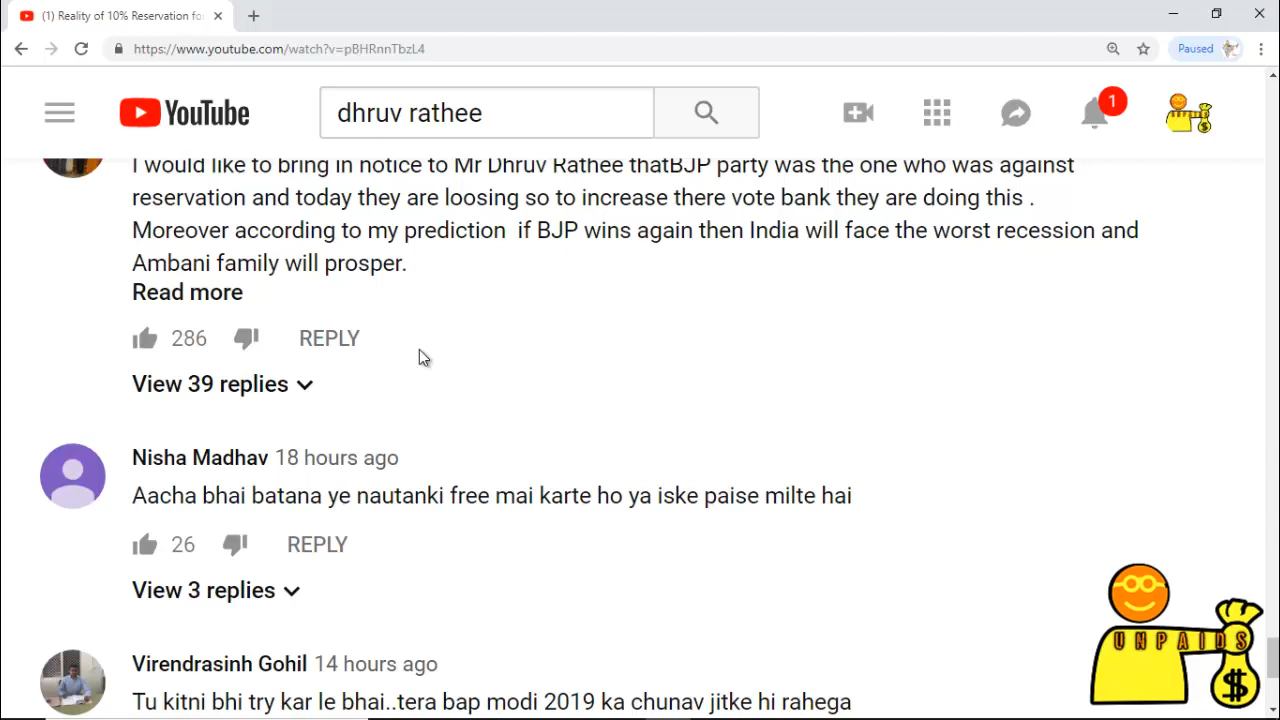 (1) Reality of 10% Reservation fo
https://www.youtube.com/watch?v=pBHRnnTbzL4
Paused
YouTube
dhruv rathee
1
I would like to bring in notice to Mr Dhruv Rathee thatBJP party was the one who was against
reservation and today they are loosing so to increase there vote bank they are doing this .
Moreover according to my prediction  if BJP wins again then India will face the worst recession and
Ambani family will prosper.
Read more
286 REPLY
View 39 replies
Nisha Madhav 18 hours ago
Aacha bhai batana ye nautanki free mai karte ho ya iske paise milte hai
26 REPLY
View 3 replies
UNPAIDS
$
Virendrasinh Gohil 14 hours ago
Tu kitni bhi try kar le bhai..tera bap modi 2019 ka chunav jitke hi rahega